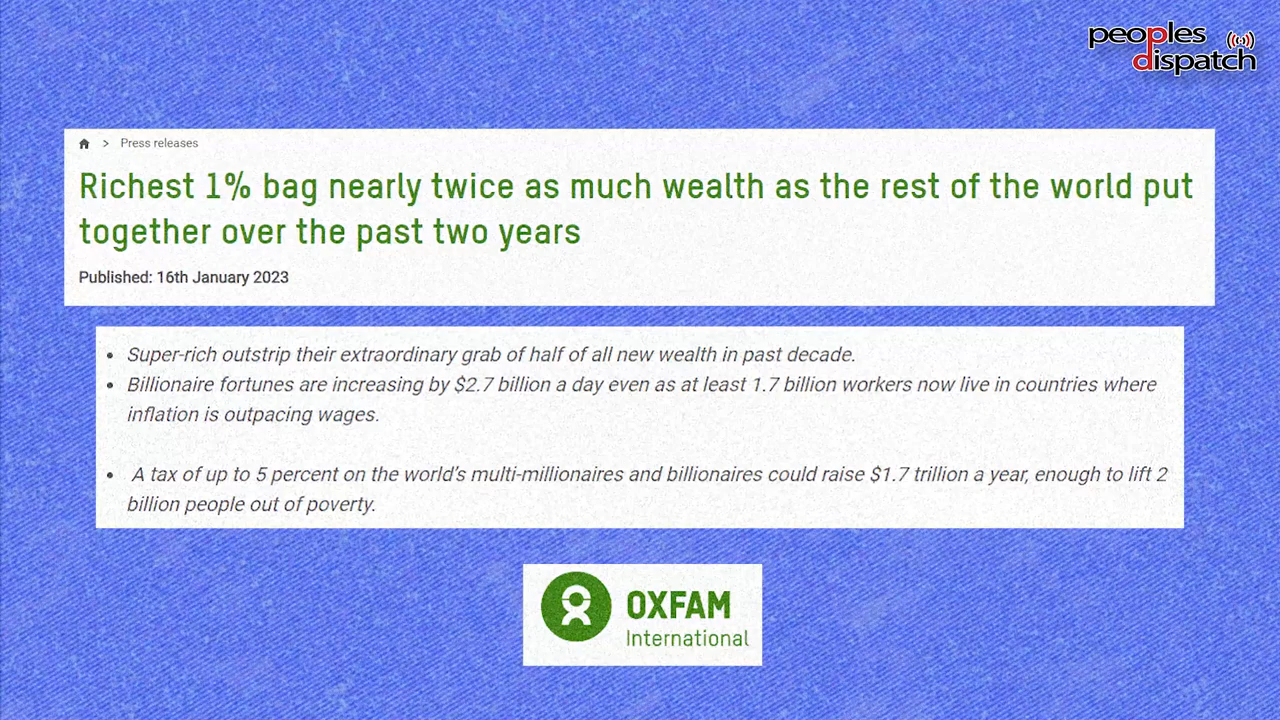 peoples
dispatch
> Press releases
Richest 1% bag nearly twice as much wealth as the rest of the world put
together over the past two years
Published: 16th January 2023
• Super-rich outstrip their extraordinary grab of half of all new wealth in past decade.
• Billionaire fortunes are increasing by $2.7 billion a day even as at least 1.7 billion workers now live in countries where
inflation is outpacing wages.
• A tax of up to 5 percent on the world’s multi-millionaires and billionaires could raise $1.7 trillion a year, enough to lift 2
billion people out of poverty.
OXFAM
International